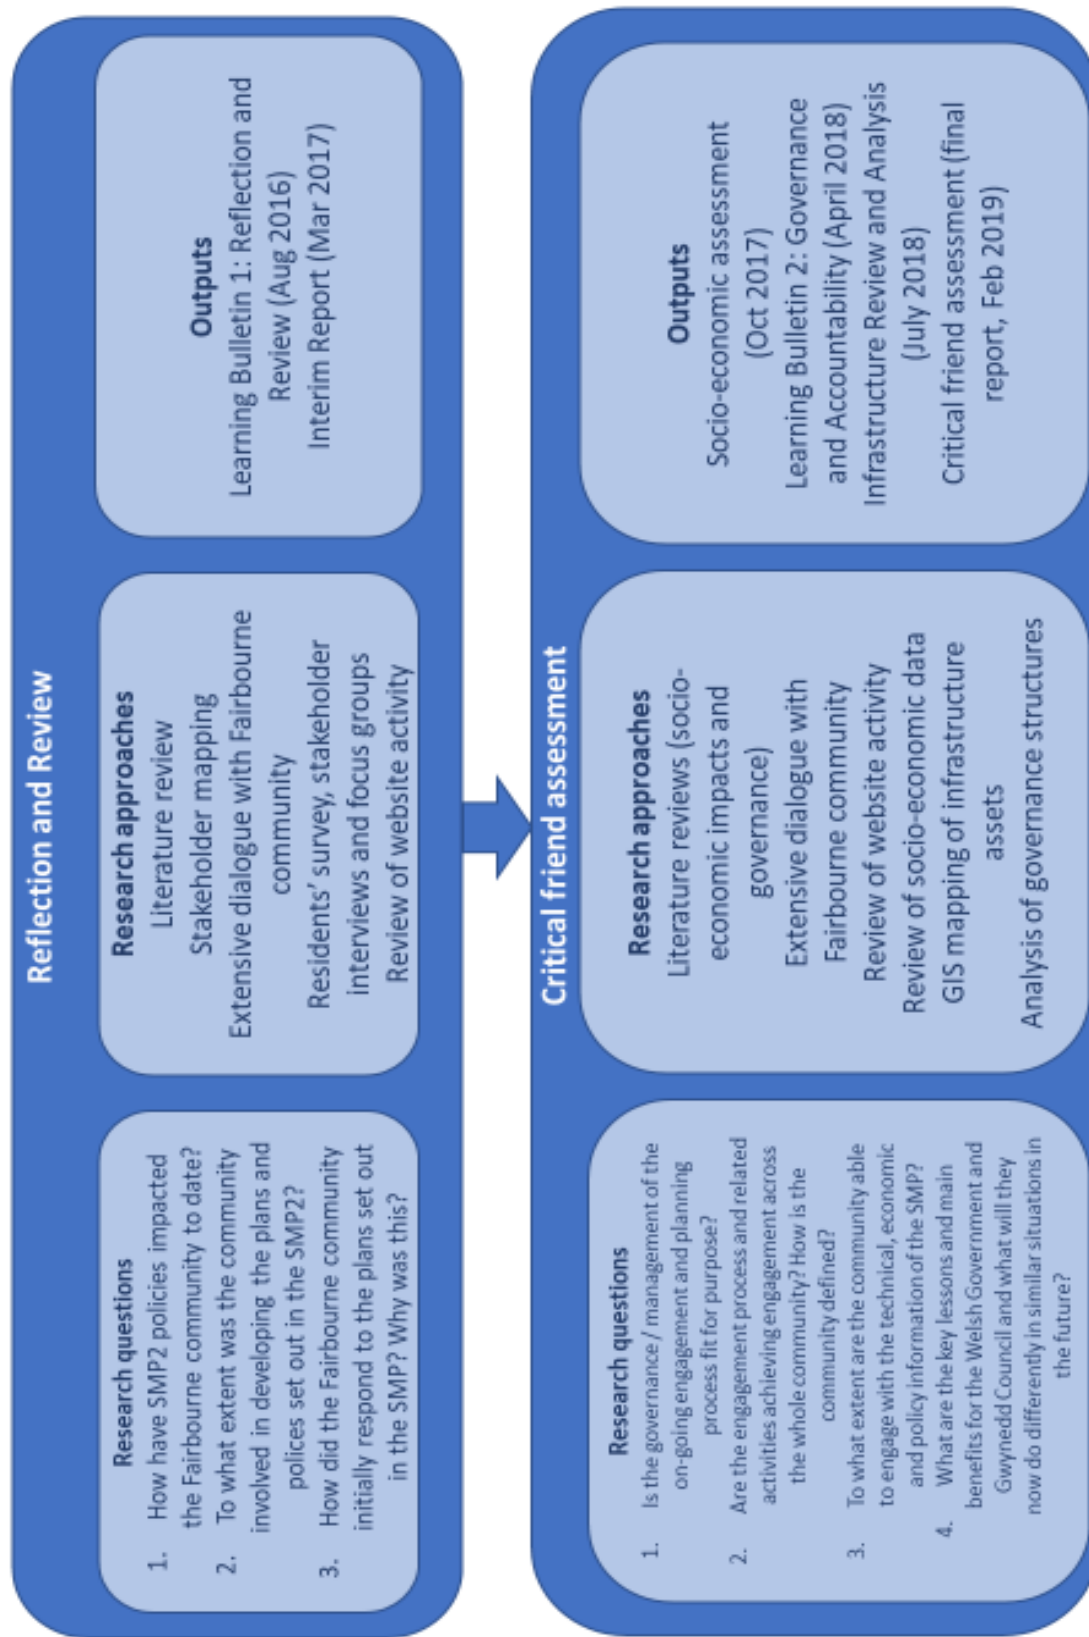 Reflection and Review
Research questions
1. How have SMP2 policies impacted
the Fairbourne community to date?
2. To what extent was the community
involved in developing the plans and
polices set out in the SMP2?
3. How did the Fairbourne community
initially respond to the plans set out
in the SMP? Why was this?
Research approaches
Literature review
Stakeholder mapping
Extensive dialogue with Fairbourne
community
Residents' survey, stakeholder
interviews and focus groups
Review of website activity
Outputs
Learning Bulletin 1: Reflection and
Review (Aug 2016)
Interim Report (Mar 2017)
Critical friend assessment
Research questions
1. Is the governance / management of the
on-going engagement and planning
process fit for purpose?
2. Are the engagement process and related
activities achieving engagement across
the whole community? How is the
community defined?
3. To what extent are the community able
to engage with the technical, economic
and policy information of the SMP?
4. What are the key lessons and main
benefits for the Welsh Government and
Gwynedd Council and what will they
now do differently in similar situations in
the future?
Research approaches
Literature reviews (socio-
economic impacts and
governance)
Extensive dialogue with
Fairbourne community
Review of website activity
Review of socio-economic data
GIS mapping of infrastructure
assets
Analysis of governance structures
Outputs
Socio-economic assessment
(Oct 2017)
Learning Bulletin 2: Governance
and Accountability (April 2018)
Infrastructure Review and Analysis
(July 2018)
Critical friend assessment (final
report, Feb 2019)